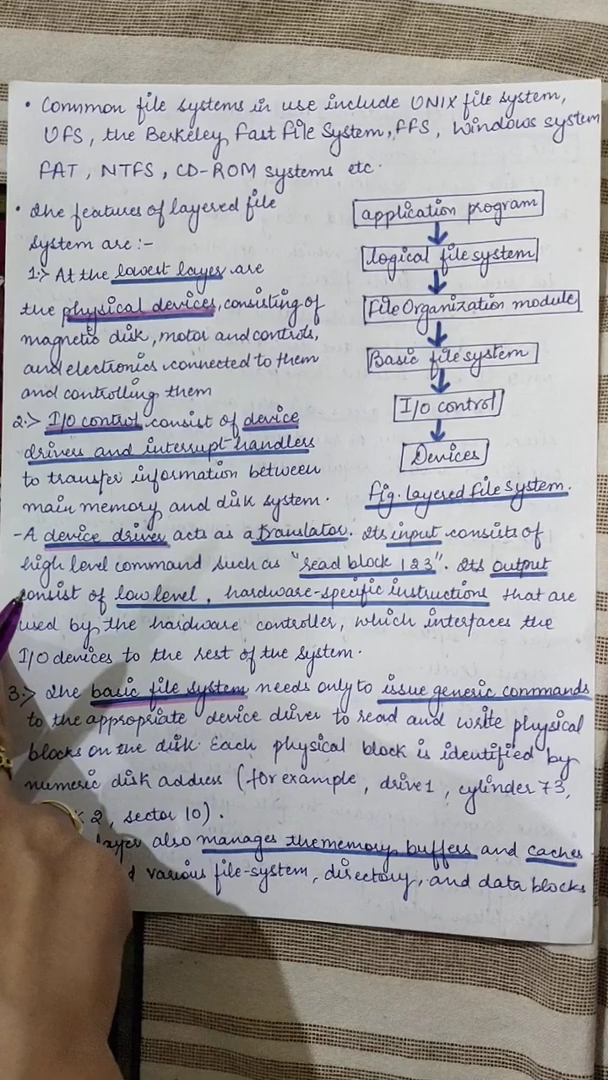 • Common file systems in use include UNIX file system,
UFS, the Berkeley Fast File System, FFS, Windows system
FAT, NTFS, CD-ROM systems etc.
• The features of layered file
system are :-
1:> At the lowest layer are
the physical devices, consisting of
magnetic disk, motor and controls,
and electronics connected to them
and controlling them
2:> I/O control consist of device
drivers and interrupt-handlers
to transfer information between
main memory and disk system.
application program
logical file system
File Organization module
Basic file system
I/O control
Devices
fig. layered file system.
- A device driver acts as a translator. Its input consists of
high level command such as "read block 123". Its output
consist of low level, hardware-specific instructions that are
used by the hardware controller, which interfaces the
I/O devices to the rest of the system.
3:> The basic file system needs only to issue generic commands
to the appropriate device driver to read and write physical
blocks on the disk. Each physical block is identified by
numeric disk address (for example, drive 1, cylinder 73,
2, sector 10).
layer also manages the memory buffers and caches
various file-system, directory, and data blocks